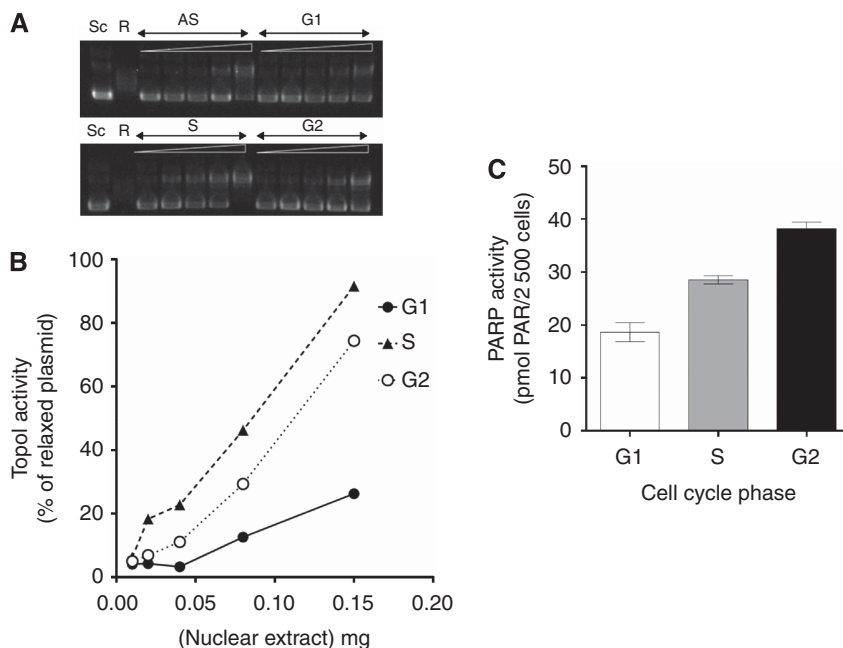 A
Sc R AS G1
Sc R S G2
B
100
80
60
40
20
0
TopoI activity
(% of relaxed plasmid)
G1
S
G2
0.00 0.05 0.10 0.15 0.20
(Nuclear extract) mg
C
50
40
30
20
10
0
PARP activity
(pmol PAR/2 500 cells)
G1 S G2
Cell cycle phase